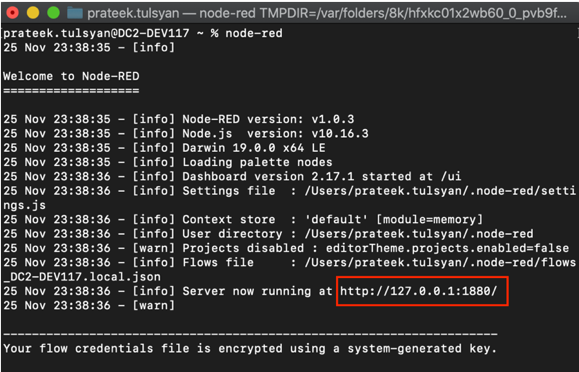 prateek.tulsyan — node-red TMPDIR=/var/folders/8k/hfxkc01x2wb60_0_pvb9f...
prateek.tulsyan@DC2-DEV117 ~ % node-red
25 Nov 23:38:35 - [info]
Welcome to Node-RED
===================
25 Nov 23:38:35 - [info] Node-RED version: v1.0.3
25 Nov 23:38:35 - [info] Node.js  version: v10.16.3
25 Nov 23:38:35 - [info] Darwin 19.0.0 x64 LE
25 Nov 23:38:35 - [info] Loading palette nodes
25 Nov 23:38:36 - [info] Dashboard version 2.17.1 started at /ui
25 Nov 23:38:36 - [info] Settings file  : /Users/prateek.tulsyan/.node-red/setti
ngs.js
25 Nov 23:38:36 - [info] Context store  : 'default' [module=memory]
25 Nov 23:38:36 - [info] User directory : /Users/prateek.tulsyan/.node-red
25 Nov 23:38:36 - [warn] Projects disabled : editorTheme.projects.enabled=false
25 Nov 23:38:36 - [info] Flows file     : /Users/prateek.tulsyan/.node-red/flows
_DC2-DEV117.local.json
25 Nov 23:38:36 - [info] Server now running at http://127.0.0.1:1880/
25 Nov 23:38:36 - [warn]
---------------------------------------------------------------------
Your flow credentials file is encrypted using a system-generated key.